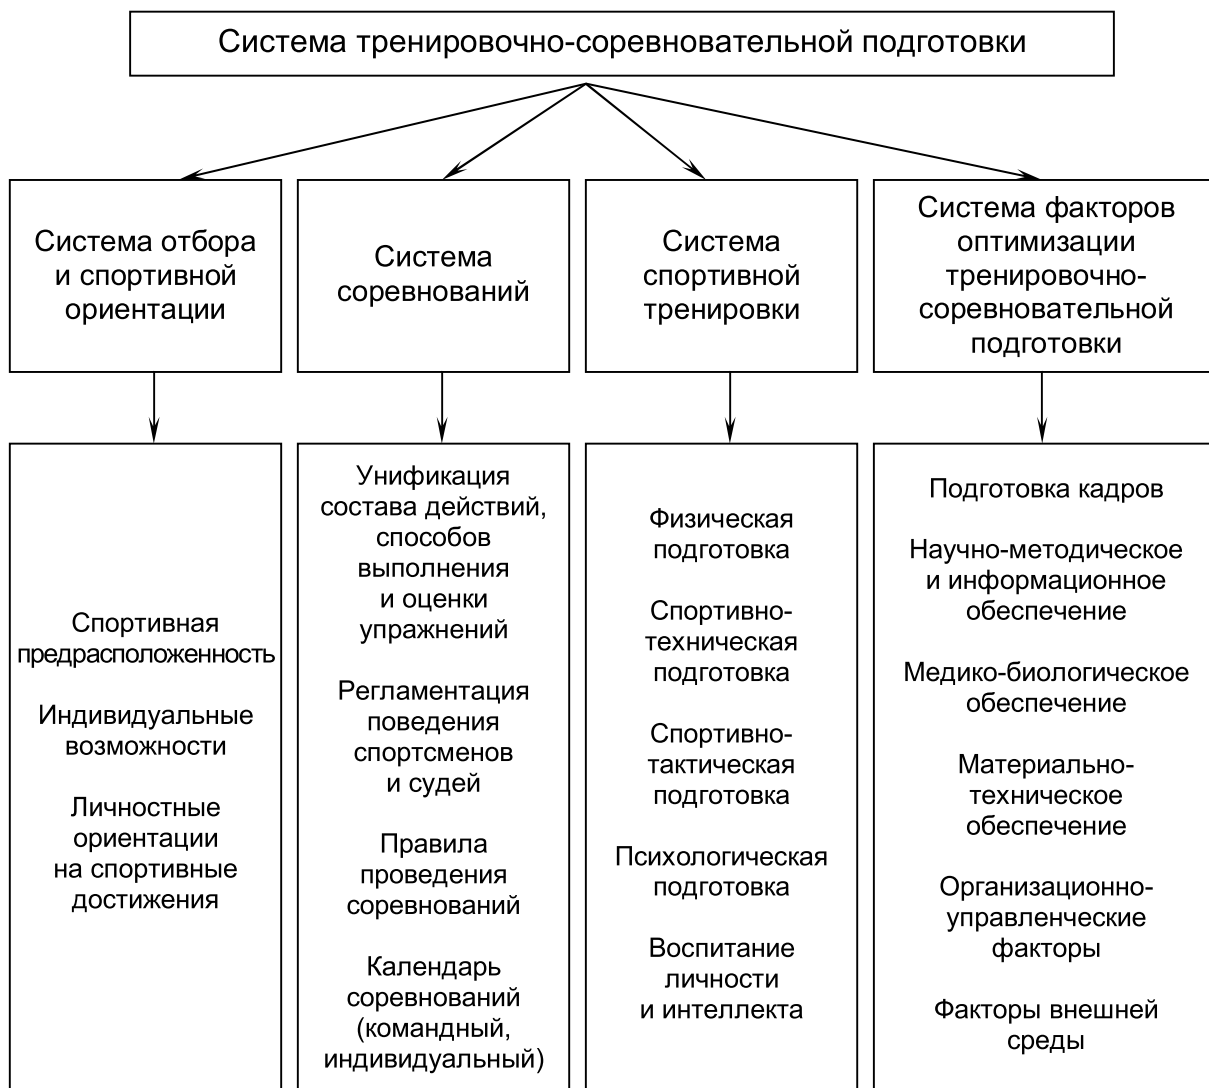 Система тренировочно-соревновательной подготовки
Система отбора
и спортивной
ориентации
Система
соревнований
Система
спортивной
тренировки
Система факторов
оптимизации
тренировочно-
соревновательной
подготовки
Спортивная
предрасположенность
Индивидуальные
возможности
Личностные
ориентации
на спортивные
достижения
Унификация
состава действий,
способов
выполнения
и оценки
упражнений
Регламентация
поведения
спортсменов
и судей
Правила
проведения
соревнований
Календарь
соревнований
(командный,
индивидуальный)
Физическая
подготовка
Спортивно-
техническая
подготовка
Спортивно-
тактическая
подготовка
Психологическая
подготовка
Воспитание
личности
и интеллекта
Подготовка кадров
Научно-методическое
и информационное
обеспечение
Медико-биологическое
обеспечение
Материально-
техническое
обеспечение
Организационно-
управленческие
факторы
Факторы внешней
среды